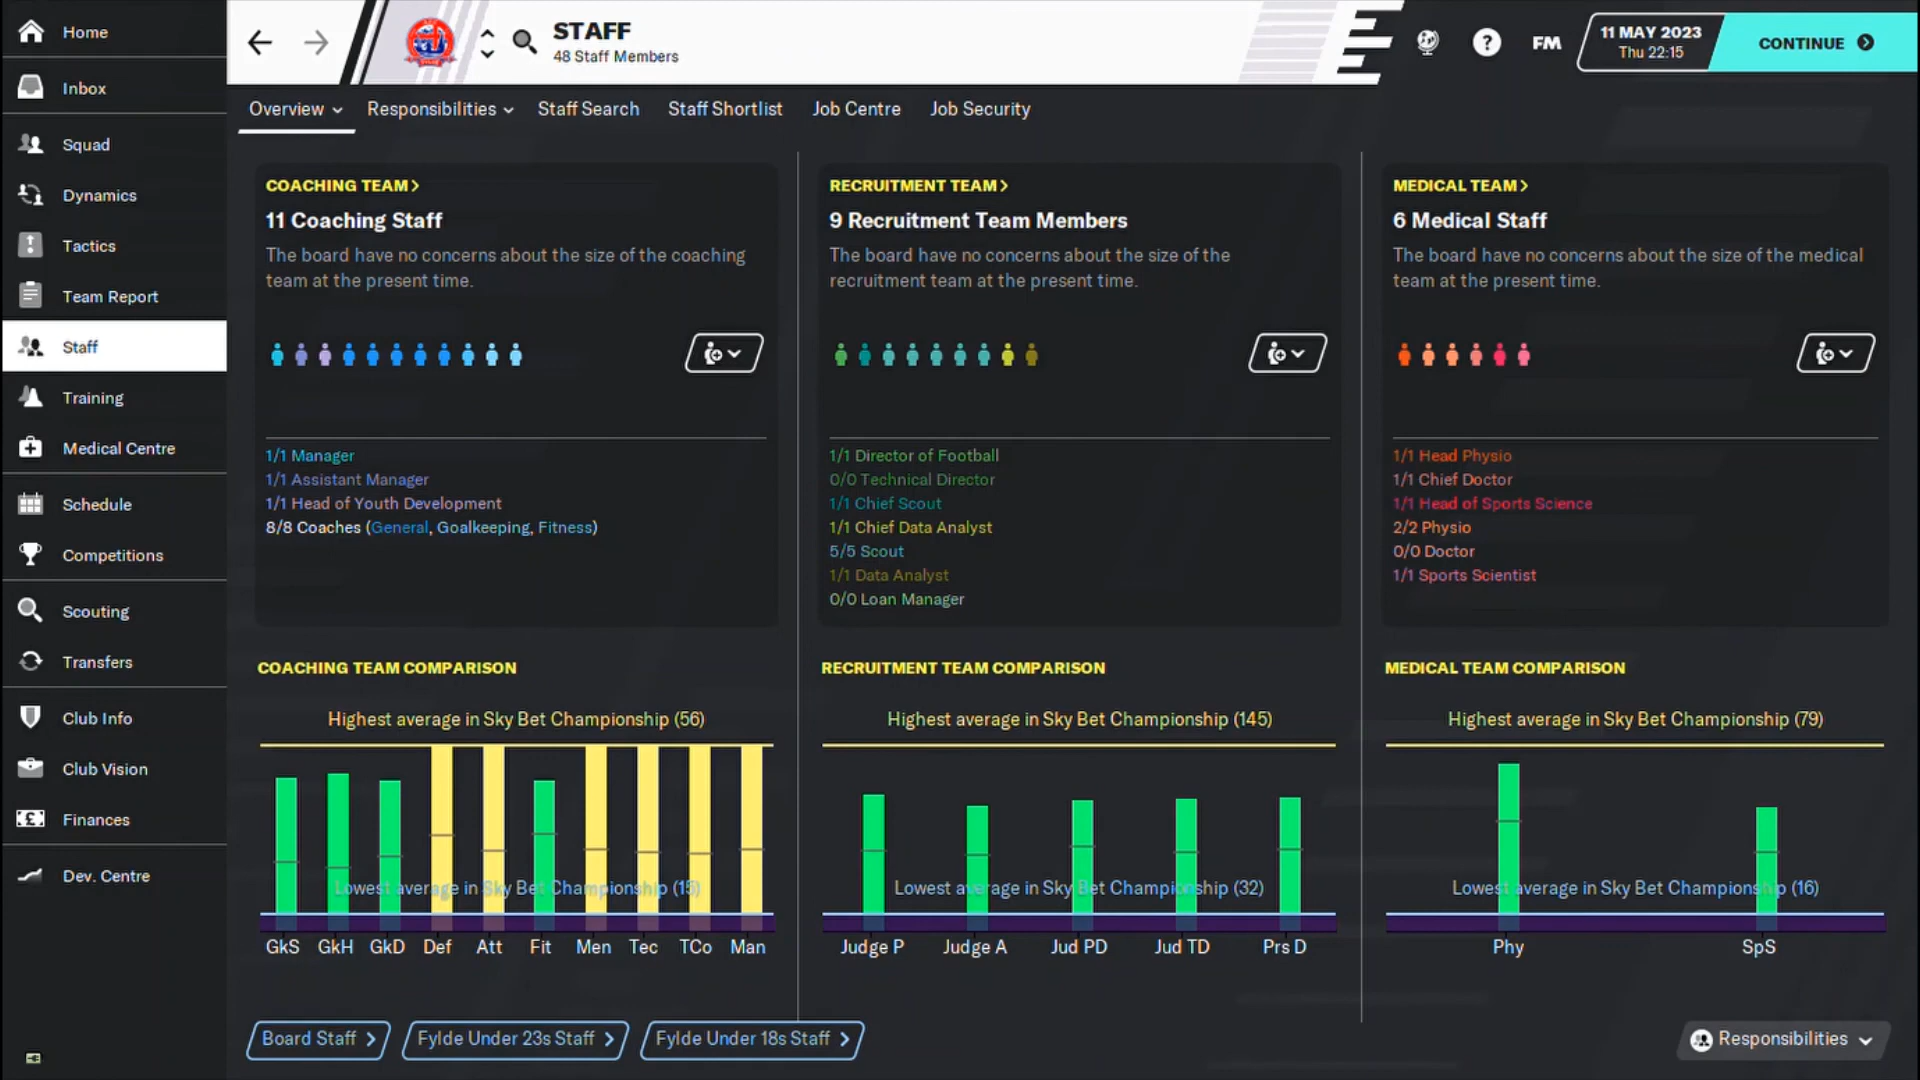 Home
Inbox
Squad
Dynamics
Tactics
Team Report
Staff
Training
Medical Centre
Schedule
Competitions
Scouting
Transfers
Club Info
Club Vision
Finances
Dev. Centre
STAFF
48 Staff Members
?
FM
11 MAY 2023
Thu 22:15
CONTINUE
Overview
Responsibilities
Staff Search
Staff Shortlist
Job Centre
Job Security
COACHING TEAM
11 Coaching Staff
The board have no concerns about the size of the coaching
team at the present time.
1/1 Manager
1/1 Assistant Manager
1/1 Head of Youth Development
8/8 Coaches (General, Goalkeeping, Fitness)
RECRUITMENT TEAM
9 Recruitment Team Members
The board have no concerns about the size of the
recruitment team at the present time.
1/1 Director of Football
0/0 Technical Director
1/1 Chief Scout
1/1 Chief Data Analyst
5/5 Scout
1/1 Data Analyst
0/0 Loan Manager
MEDICAL TEAM
6 Medical Staff
The board have no concerns about the size of the medical
team at the present time.
1/1 Head Physio
1/1 Chief Doctor
1/1 Head of Sports Science
2/2 Physio
0/0 Doctor
1/1 Sports Scientist
COACHING TEAM COMPARISON
Highest average in Sky Bet Championship (56)
Lowest average in Sky Bet Championship (15)
GkS GkH GkD Def Att Fit Men Tec TCo Man
RECRUITMENT TEAM COMPARISON
Highest average in Sky Bet Championship (145)
Lowest average in Sky Bet Championship (32)
Judge P Judge A Jud PD Jud TD Prs D
MEDICAL TEAM COMPARISON
Highest average in Sky Bet Championship (79)
Lowest average in Sky Bet Championship (16)
Phy SpS
Board Staff
Fylde Under 23s Staff
Fylde Under 18s Staff
Responsibilities